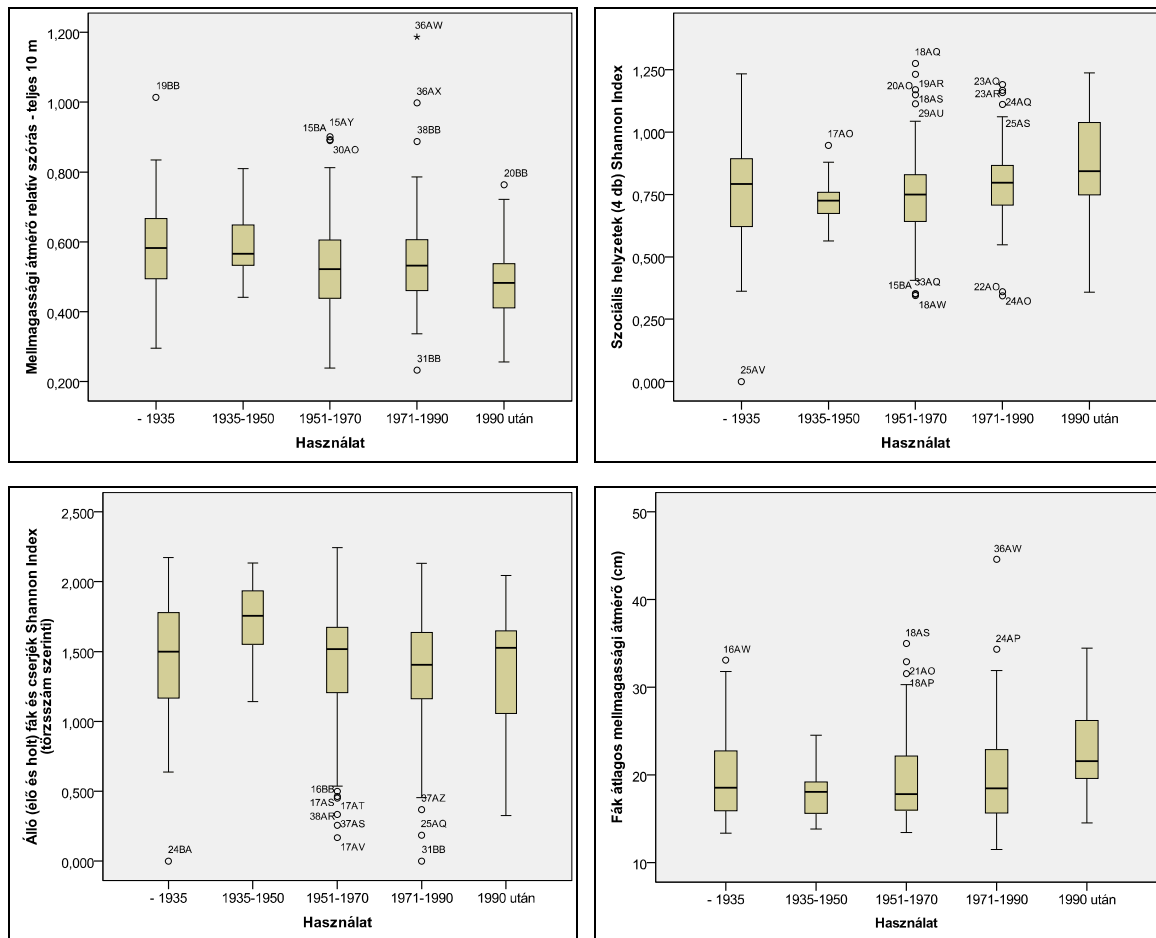 Mellmagassági átmérő relatív szórás - teljes 10 m
1,200
1,000
0,800
0,600
0,400
0,200
19BB
15BA
15AY
30AO
36AW
36AX
38BB
31BB
20BB
- 1935
1935-1950
1951-1970
1971-1990
1990 után
Használat
Szociális helyzetek (4 db) Shannon Index
1,250
1,000
0,750
0,500
0,250
0,000
25AV
17AO
18AQ
20AO
19AR
18AS
29AU
15BA
33AQ
18AW
23AQ
23AR
24AQ
25AS
22AO
24AO
- 1935
1935-1950
1951-1970
1971-1990
1990 után
Használat
Álló (élő és holt) fák és cserjék Shannon Index
(törzsszám szerinti)
2,500
2,000
1,500
1,000
0,500
0,000
24BA
16BB
17AS
17AT
38AR
37AS
17AV
37AZ
25AQ
31BB
- 1935
1935-1950
1951-1970
1971-1990
1990 után
Használat
Fák átlagos mellmagassági átmérő (cm)
50
40
30
20
10
16AW
18AS
21AO
18AP
36AW
24AP
- 1935
1935-1950
1951-1970
1971-1990
1990 után
Használat